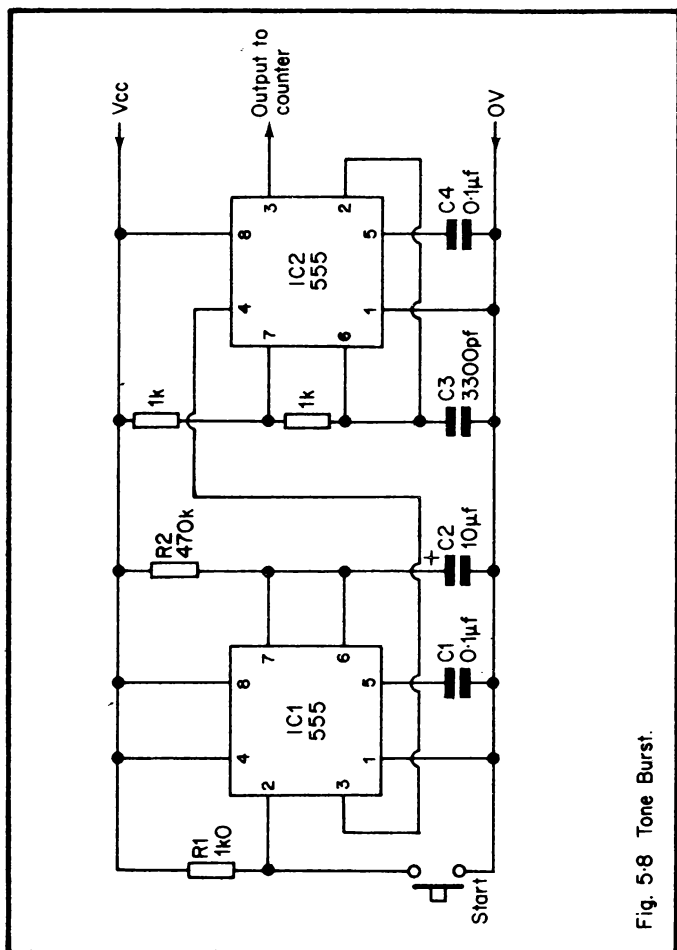 Vcc
Output to
counter
0V
R1
1k0
R2
470k
1k
1k
4
8
2
7
IC1
555
3
6
1
5
4
8
7
3
IC2
555
6
2
1
5
Start
C1
0·1µf
+
C2
10µf
C3
3300pf
C4
0·1µf
Fig. 5·8 Tone Burst.